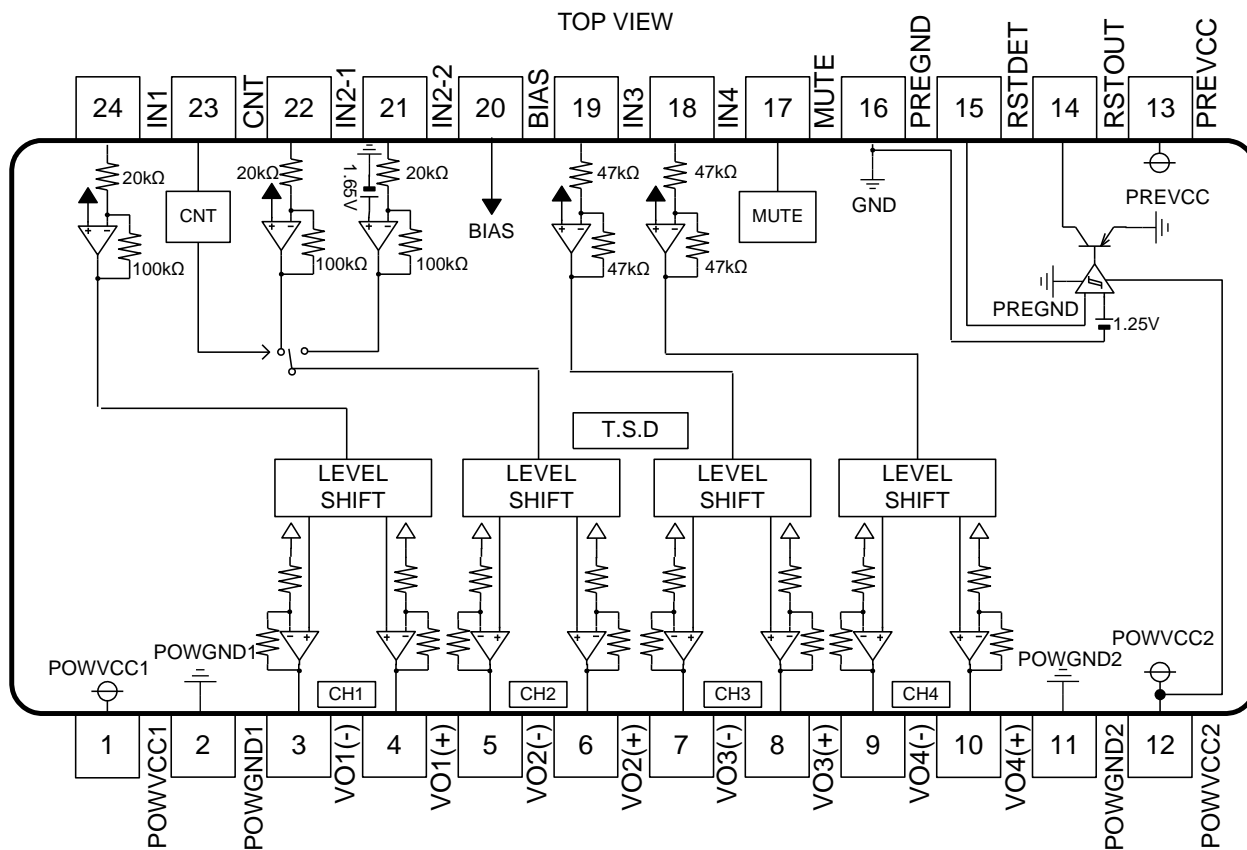 TOP VIEW
24
IN1
23
CNT
22
IN2-1
21
IN2-2
20
BIAS
19
IN3
18
IN4
17
MUTE
16
PREGND
15
RSTDET
14
RSTOUT
13
PREVCC
20kΩ
20kΩ
1.65V
20kΩ
47kΩ
47kΩ
CNT
BIAS
MUTE
GND
PREVCC
100kΩ
100kΩ
100kΩ
47kΩ
47kΩ
PREGND
1.25V
T.S.D
LEVEL
SHIFT
LEVEL
SHIFT
LEVEL
SHIFT
LEVEL
SHIFT
POWVCC1
POWGND1
POWGND2
POWVCC2
CH1
CH2
CH3
CH4
1
POWVCC1
2
POWGND1
3
VO1(-)
4
VO1(+)
5
VO2(-)
6
VO2(+)
7
VO3(-)
8
VO3(+)
9
VO4(-)
10
VO4(+)
11
POWGND2
12
POWVCC2